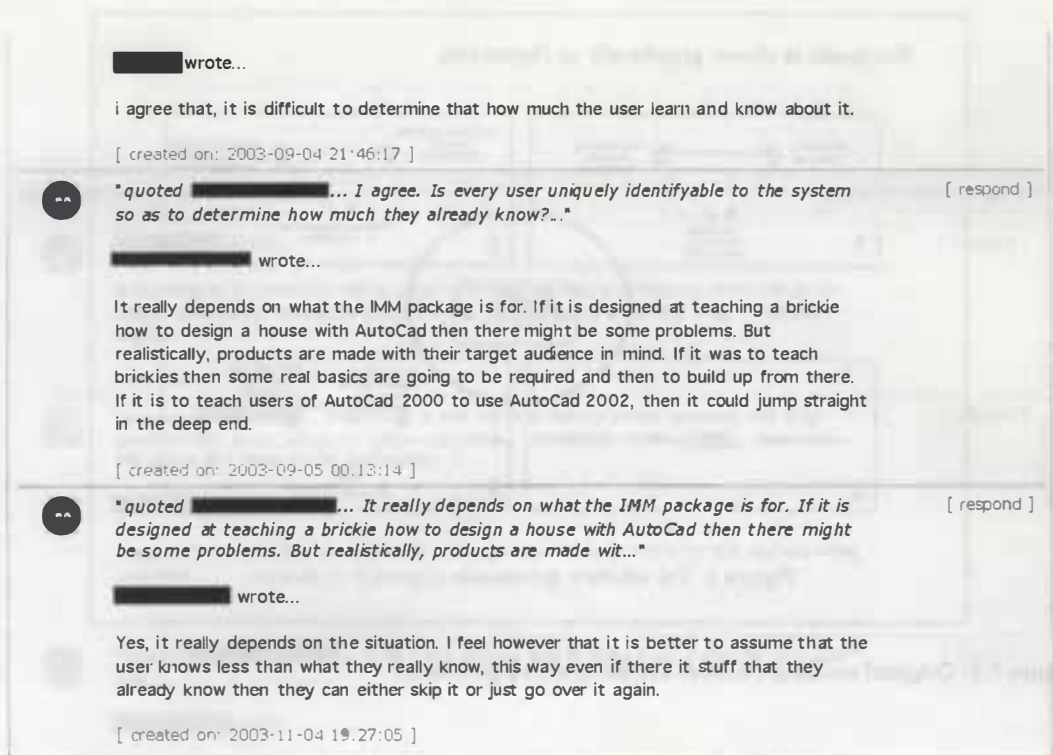 wrote...
i agree that, it is difficult to determine that how much the user learn and know about it.
[ created on: 2003-09-04 21:46:17 ]
"quoted ... I agree. Is every user uniquely identifyable to the system [ respond ]
so as to determine how much they already know?..."
wrote...
It really depends on what the IMM package is for. If it is designed at teaching a brickie
how to design a house with AutoCad then there might be some problems. But
realistically, products are made with their target audience in mind. If it was to teach
brickies then some real basics are going to be required and then to build up from there.
If it is to teach users of AutoCad 2000 to use AutoCad 2002, then it could jump straight
in the deep end.
[ created on: 2003-09-05 00:13:14 ]
"quoted ... It really depends on what the IMM package is for. If it is [ respond ]
designed at teaching a brickie how to design a house with AutoCad then there might
be some problems. But realistically, products are made wit..."
wrote...
Yes, it really depends on the situation. I feel however that it is better to assume that the
user knows less than what they really know, this way even if there it stuff that they
already know then they can either skip it or just go over it again.
[ created on: 2003-11-04 19:27:05 ]